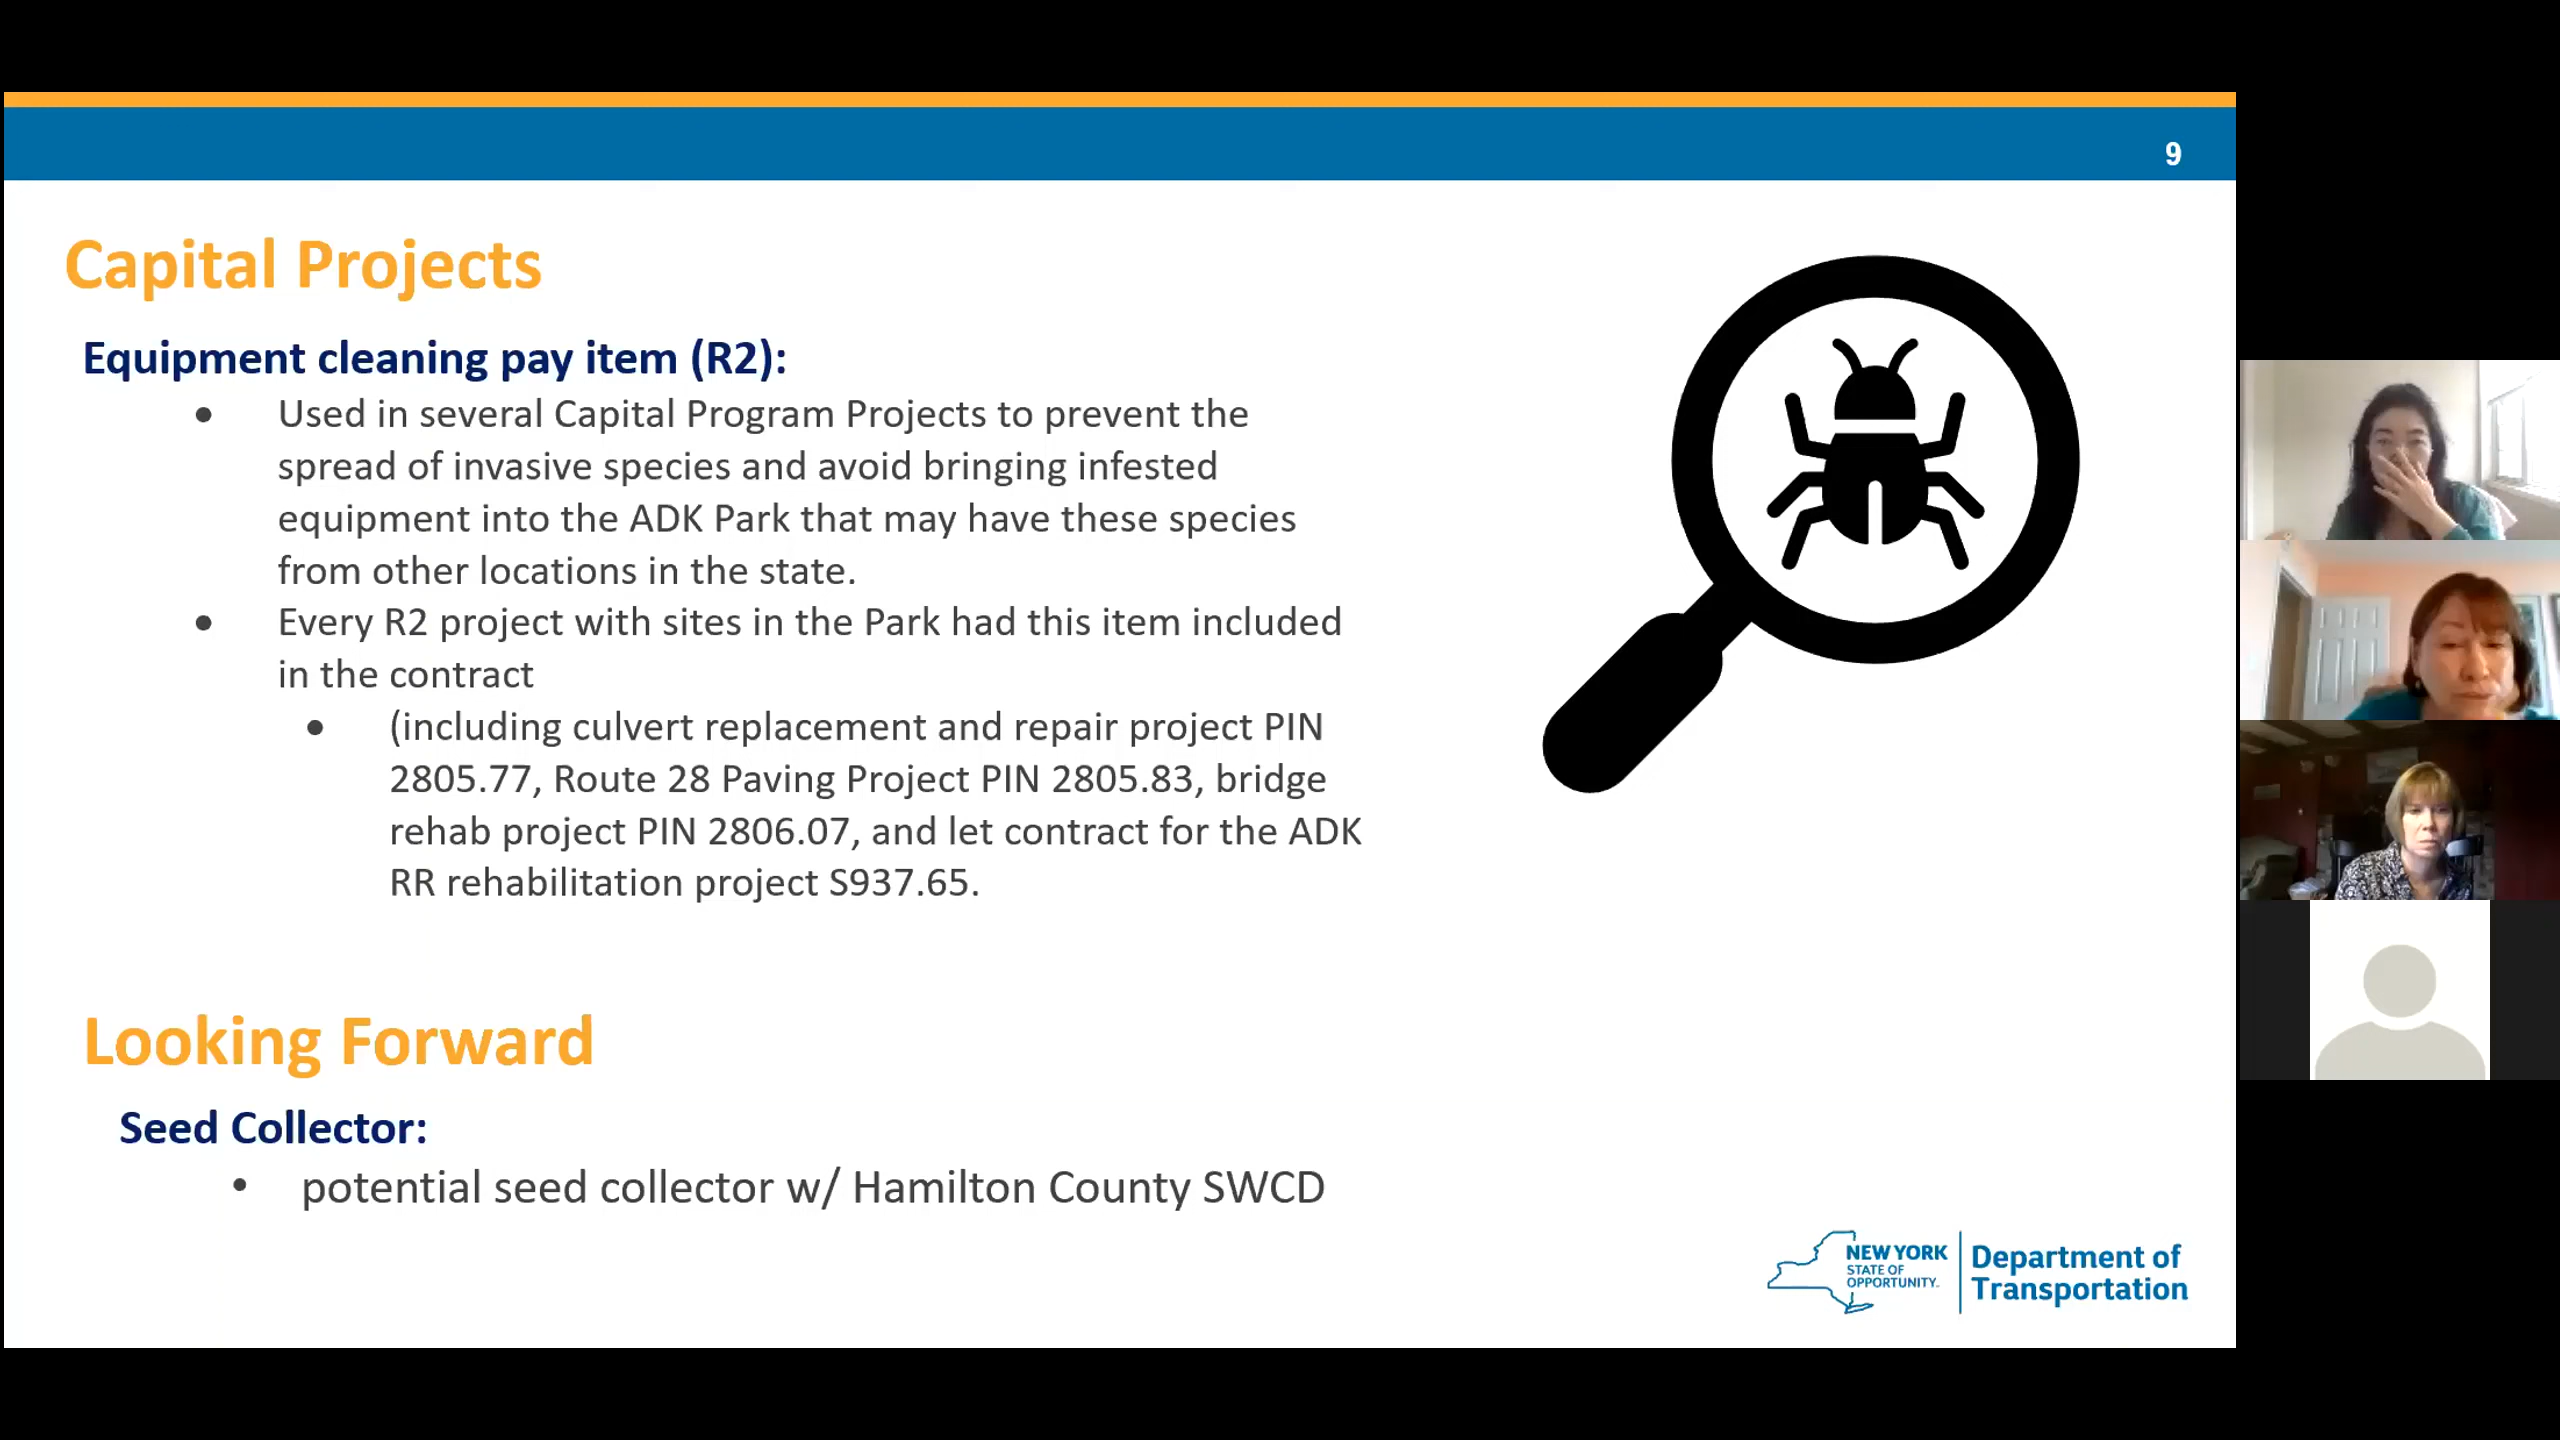 9
Capital Projects
Equipment cleaning pay item (R2):
● Used in several Capital Program Projects to prevent the
spread of invasive species and avoid bringing infested
equipment into the ADK Park that may have these species
from other locations in the state.
● Every R2 project with sites in the Park had this item included
in the contract
● (including culvert replacement and repair project PIN
2805.77, Route 28 Paving Project PIN 2805.83, bridge
rehab project PIN 2806.07, and let contract for the ADK
RR rehabilitation project S937.65.
Looking Forward
Seed Collector:
• potential seed collector w/ Hamilton County SWCD
NEW YORK
STATE OF
OPPORTUNITY™
Department of
Transportation